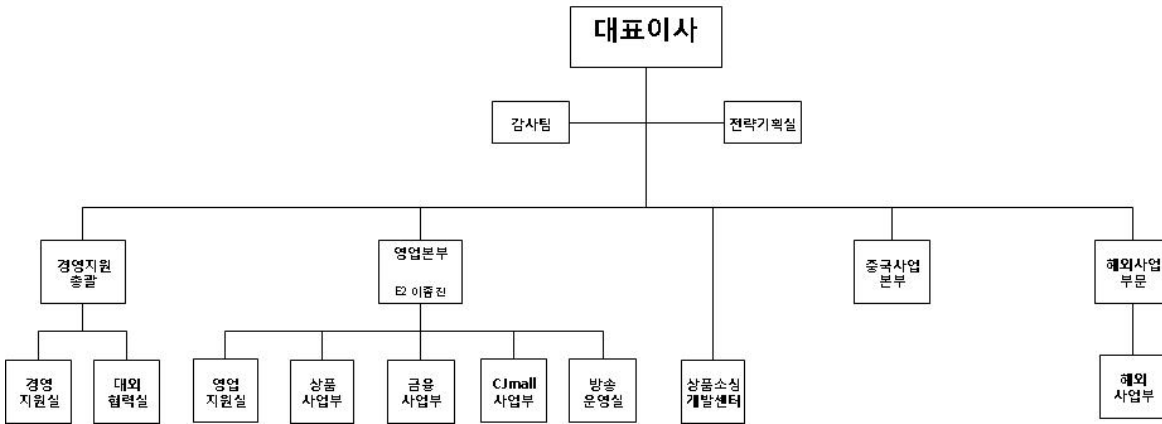 대표이사
감사팀
전략기획실
경영지원
총괄
영업본부
E2 이줌진
중국사업
본부
해외사업
부문
경영
지원실
대외
협력실
영업
지원실
상품
사업부
금융
사업부
CJmall
사업부
방송
운영실
상품소싱
개발센터
해외
사업부